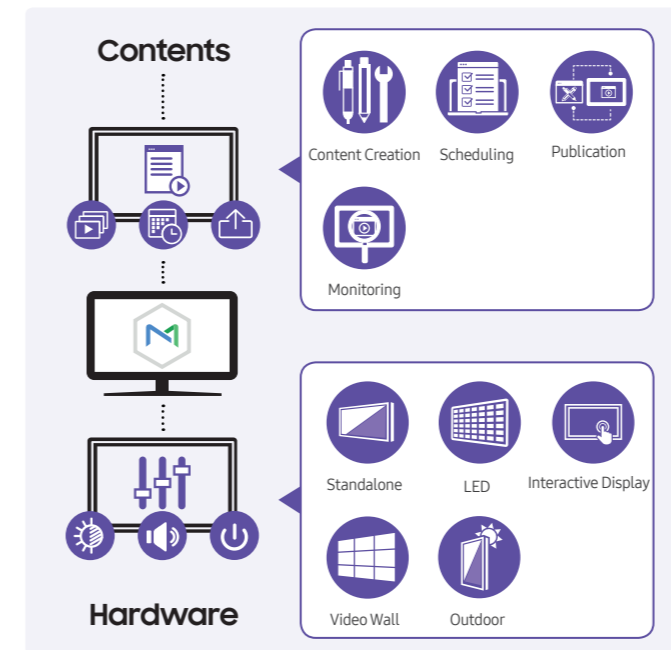 Contents
Content Creation
Scheduling
Publication
Monitoring
Standalone
LED
Interactive Display
Video Wall
Outdoor
Hardware